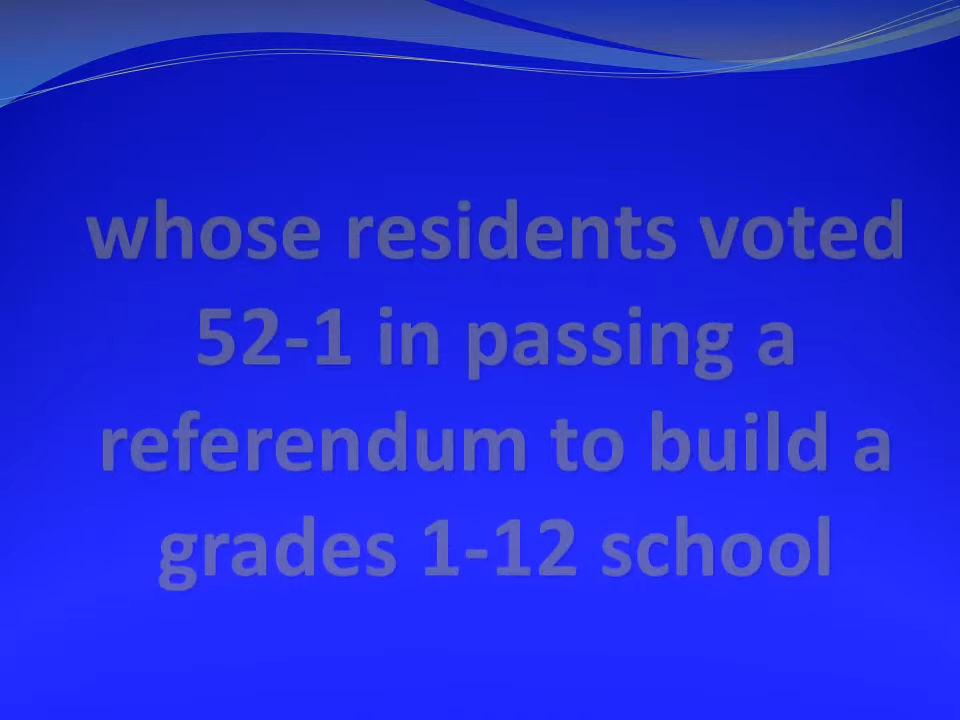 whose residents voted
52-1 in passing a
referendum to build a
grades 1-12 school